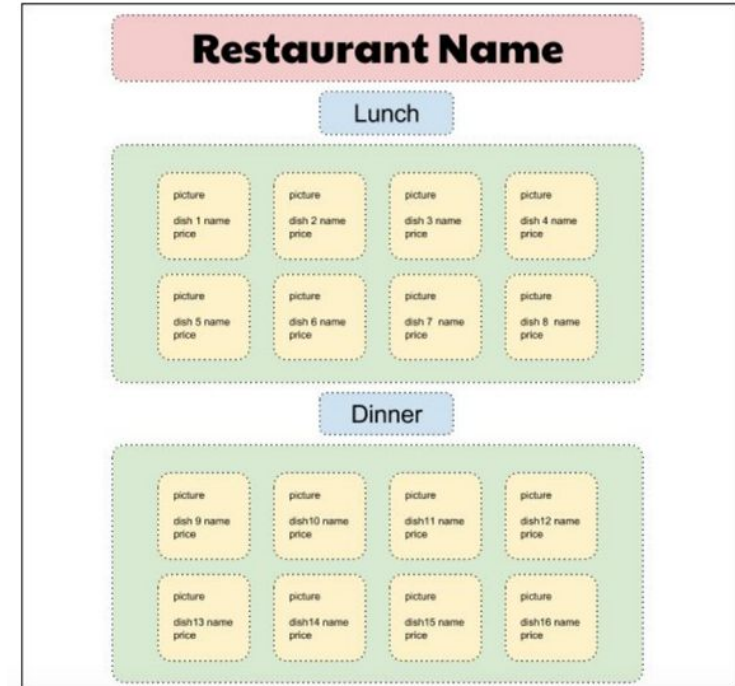 Restaurant Name
Lunch
picture
dish 1 name
price
picture
dish 2 name
price
picture
dish 3 name
price
picture
dish 4 name
price
picture
dish 5 name
price
picture
dish 6 name
price
picture
dish 7  name
price
picture
dish 8  name
price
Dinner
picture
dish 9 name
price
picture
dish10 name
price
picture
dish11 name
price
picture
dish12 name
price
picture
dish13 name
price
picture
dish14 name
price
picture
dish15 name
price
picture
dish16 name
price